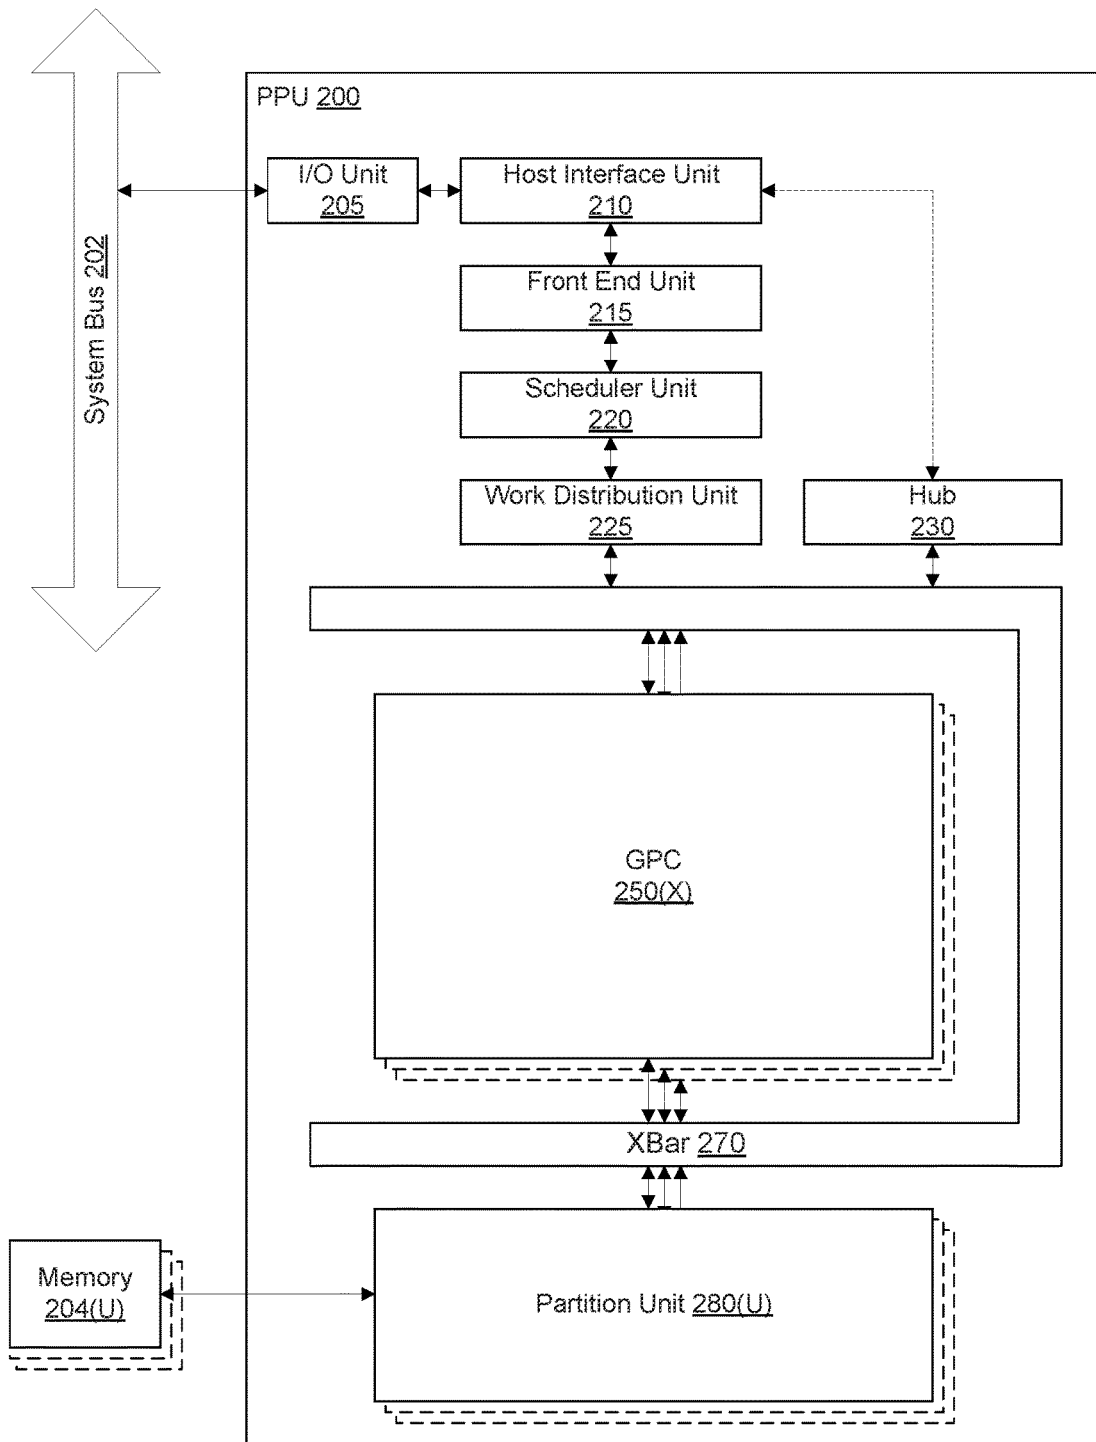 PPU 200
I/O Unit
205
Host Interface Unit
210
System Bus 202
Front End Unit
215
Scheduler Unit
220
Work Distribution Unit
225
Hub
230
GPC
250(X)
XBar 270
Memory
204(U)
Partition Unit 280(U)